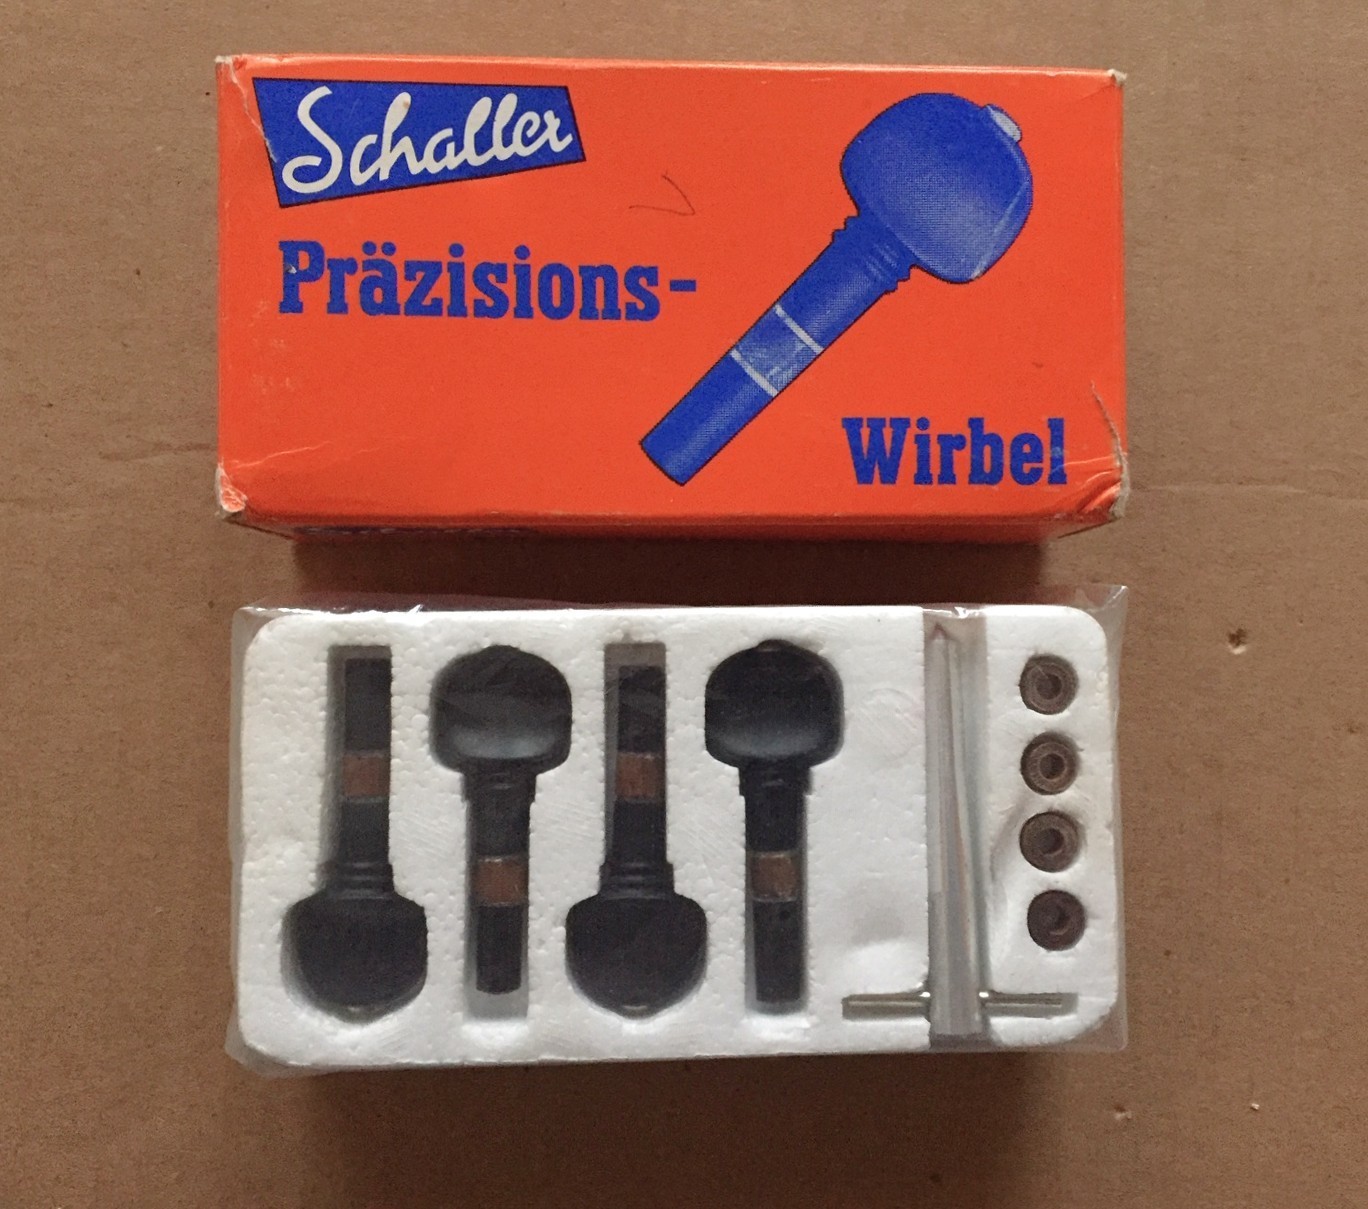 Schaller
Präzisions-
Wirbel